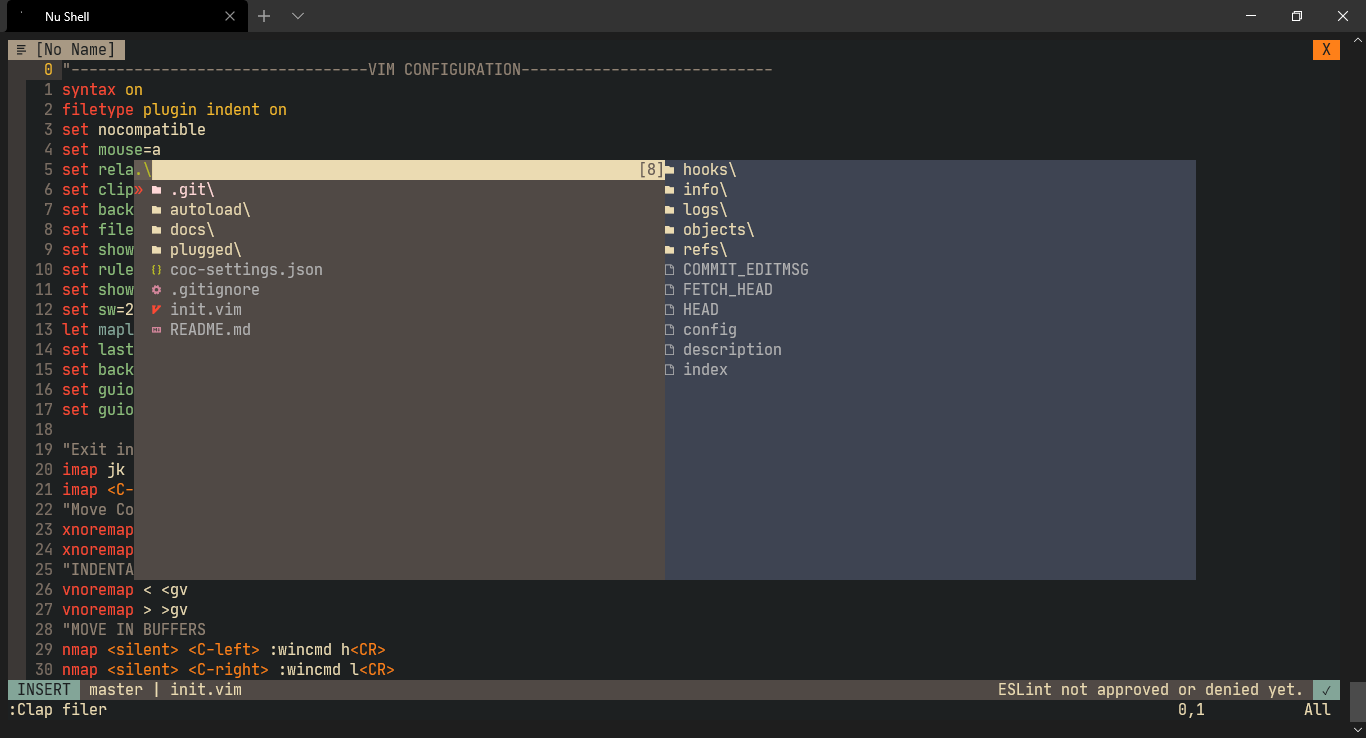 Nu Shell
[No Name] X
0 "---------------------------------VIM CONFIGURATION----------------------------
1 syntax on
2 filetype plugin indent on
3 set nocompatible
4 set mouse=a
5 set rela.\ [8] hooks\
6 set clip» .git\ info\
7 set back autoload\ logs\
8 set file docs\ objects\
9 set show plugged\ refs\
10 set rule coc-settings.json COMMIT_EDITMSG
11 set show .gitignore FETCH_HEAD
12 set sw=2 init.vim HEAD
13 let mapl README.md config
14 set last description
15 set back index
16 set guio
17 set guio
18
19 "Exit in
20 imap jk
21 imap <C-
22 "Move Co
23 xnoremap
24 xnoremap
25 "INDENTA
26 vnoremap < <gv
27 vnoremap > >gv
28 "MOVE IN BUFFERS
29 nmap <silent> <C-left> :wincmd h<CR>
30 nmap <silent> <C-right> :wincmd l<CR>
INSERT master | init.vim ESLint not approved or denied yet. ✓
:Clap filer 0,1 All